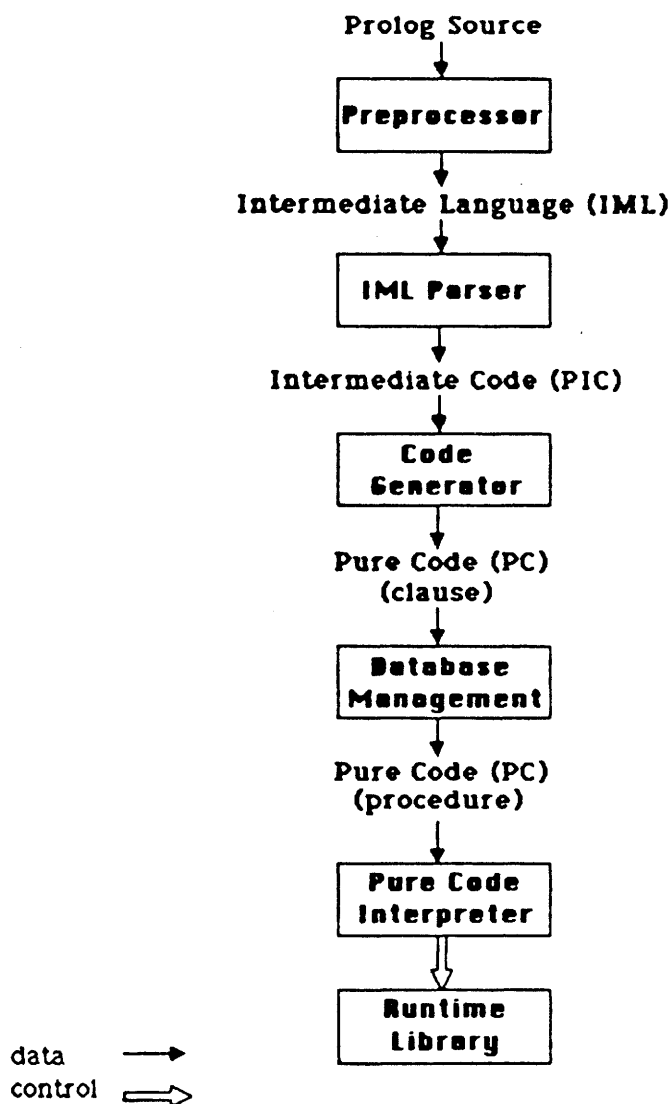 Prolog Source
Preprocessor
Intermediate Language (IML)
IML Parser
Intermediate Code (PIC)
Code
Generator
Pure Code (PC)
(clause)
Database
Management
Pure Code (PC)
(procedure)
Pure Code
Interpreter
Runtime
Library
data
control